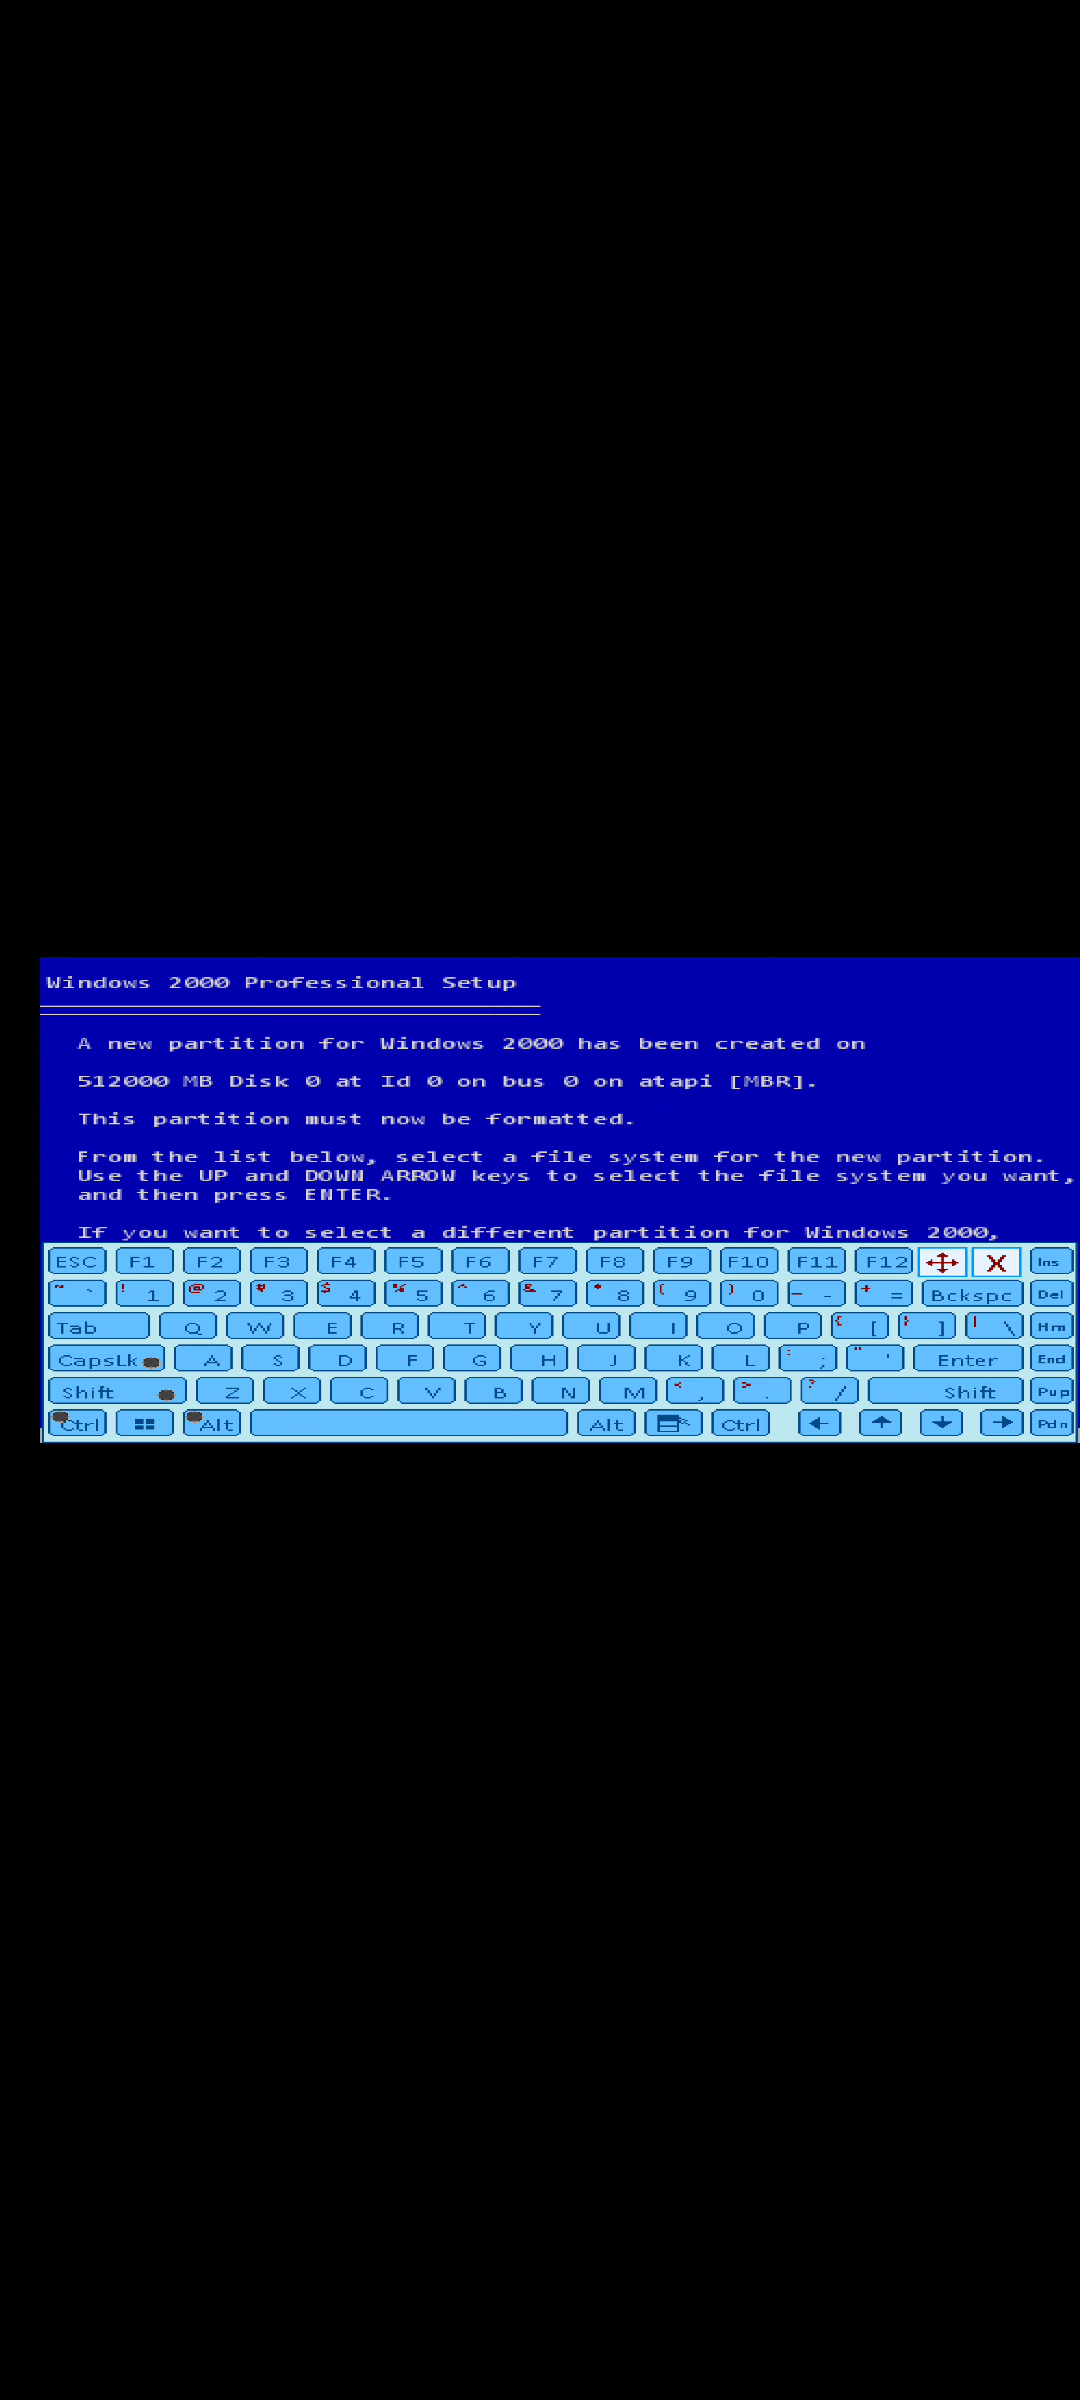 Windows 2000 Professional Setup
A new partition for Windows 2000 has been created on
512000 MB Disk 0 at Id 0 on bus 0 on atapi [MBR].
This partition must now be formatted.
From the list below, select a file system for the new partition.
Use the UP and DOWN ARROW keys to select the file system you want,
and then press ENTER.
If you want to select a different partition for Windows 2000,
ESC F1 F2 F3 F4 F5 F6 F7 F8 F9 F10 F11 F12 X Ins
~ ` ! 1 @ 2 # 3 $ 4 % 5 ^ 6 & 7 * 8 ( 9 ) 0 _ - + = Bckspc Del
Tab Q W E R T Y U I O P { [ } ] | \ Hm
CapsLk A S D F G H J K L : ; " ' Enter End
Shift Z X C V B N M < , > . ? / Shift Pup
Ctrl Alt Alt Ctrl ← ↑ ↓ → Pdn